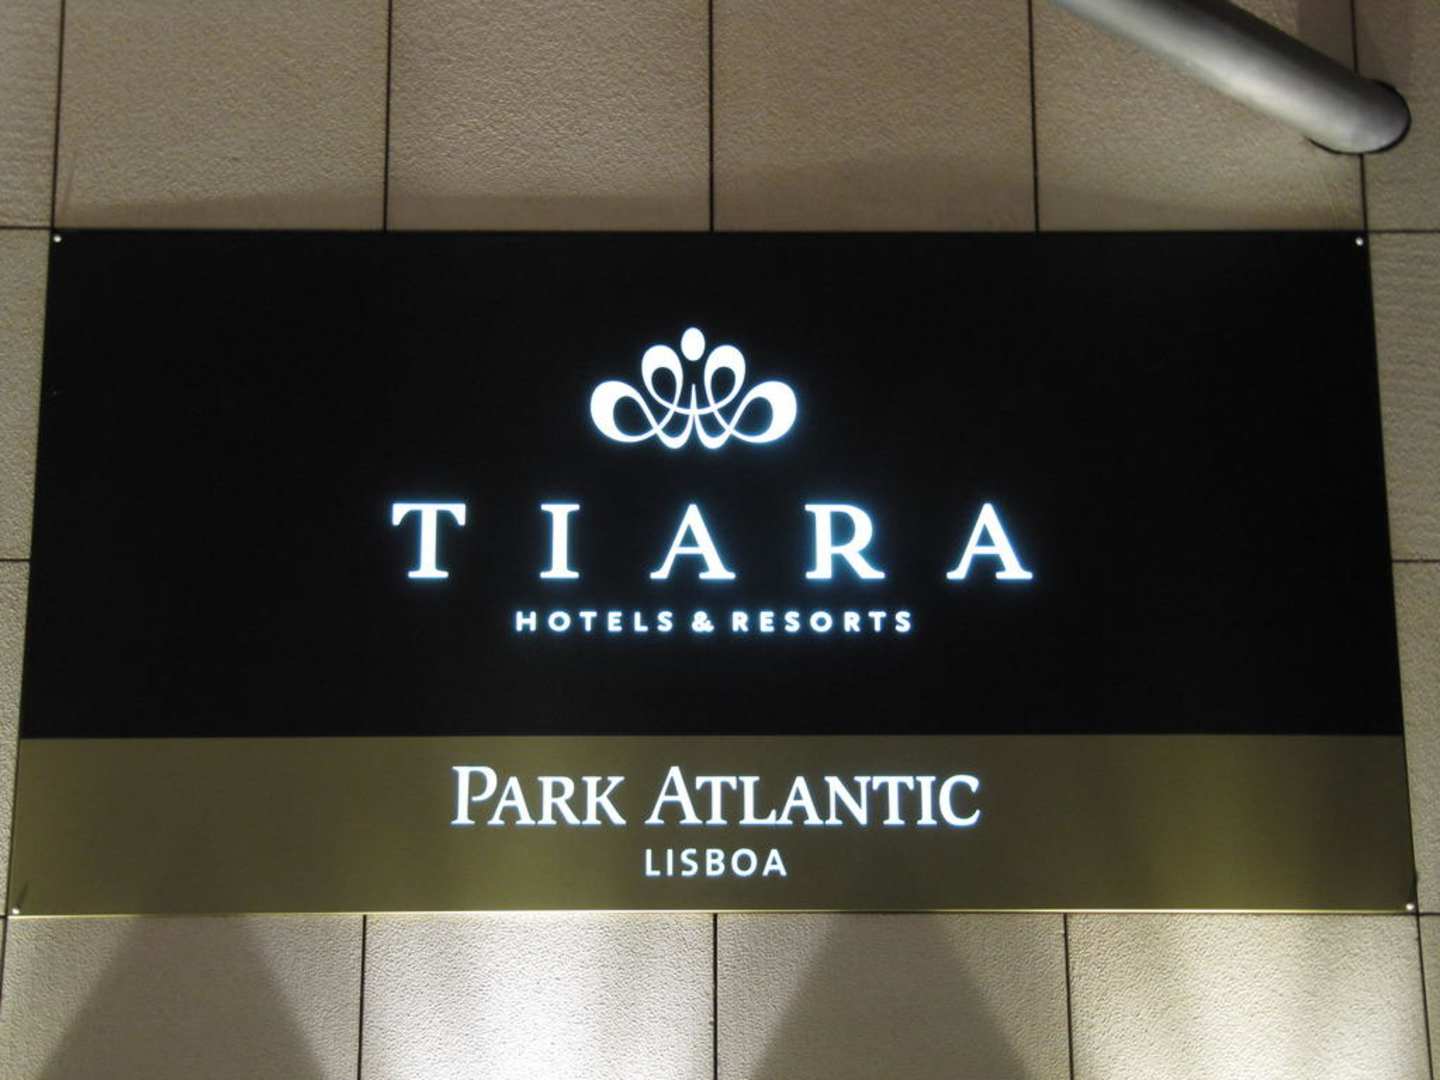 TIARA
HOTELS & RESORTS
PARK ATLANTIC
LISBOA